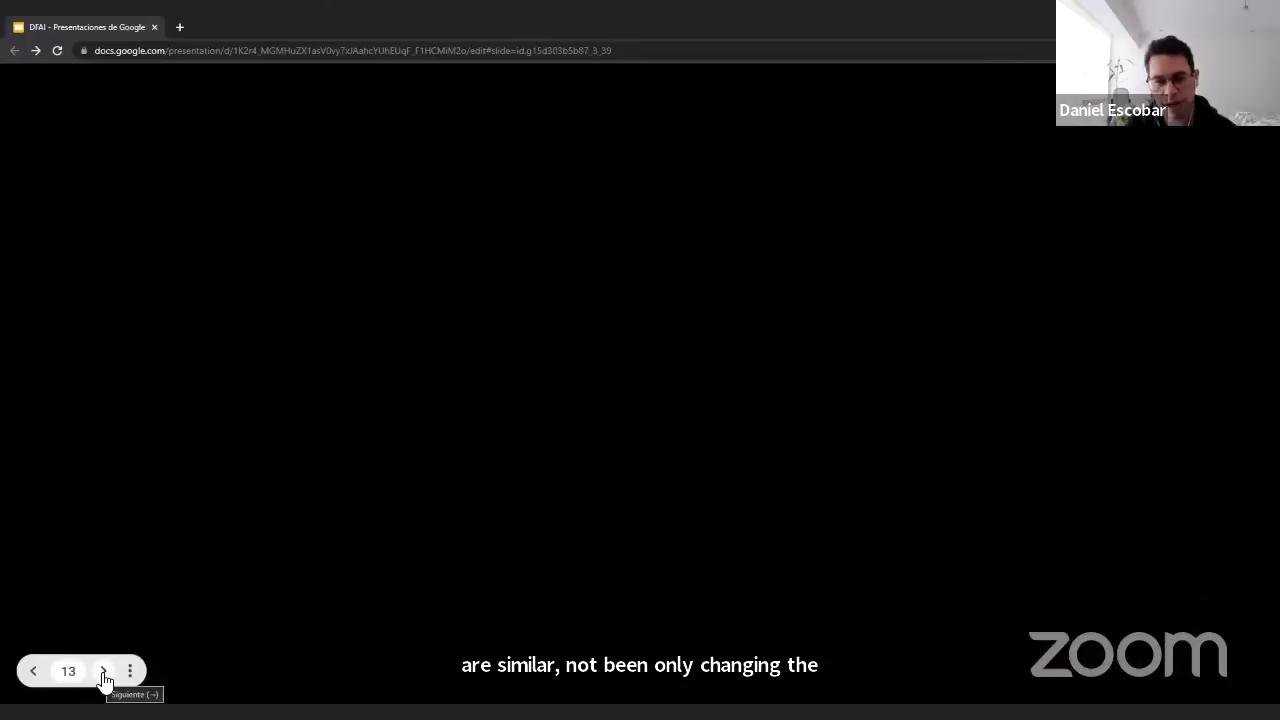 DFAI - Presentaciones de Google
docs.google.com/presentation/d/1K2r4_MGMHuZX1asV0vy7xJAahcYUhEUqF_F1HCMiM2o/edit#slide=id.g15d303b5b87_3_39
Daniel Escobar
are similar, not been only changing the
zoom
13
Siguiente (→)